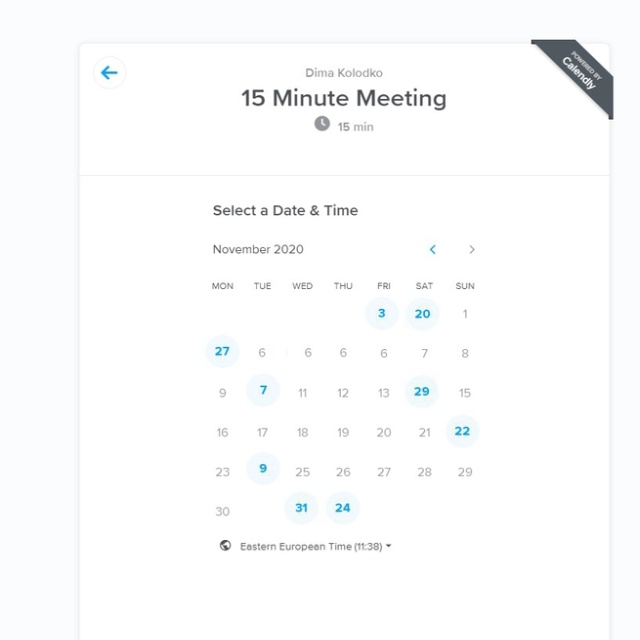 POWERED BY
Calendly
Dima Kolodko
15 Minute Meeting
15 min
Select a Date & Time
November 2020
MON TUE WED THU FRI SAT SUN
3 20 1
27 6 6 6 6 7 8
9 7 11 12 13 29 15
16 17 18 19 20 21 22
23 9 25 26 27 28 29
30 31 24
Eastern European Time (11:38)